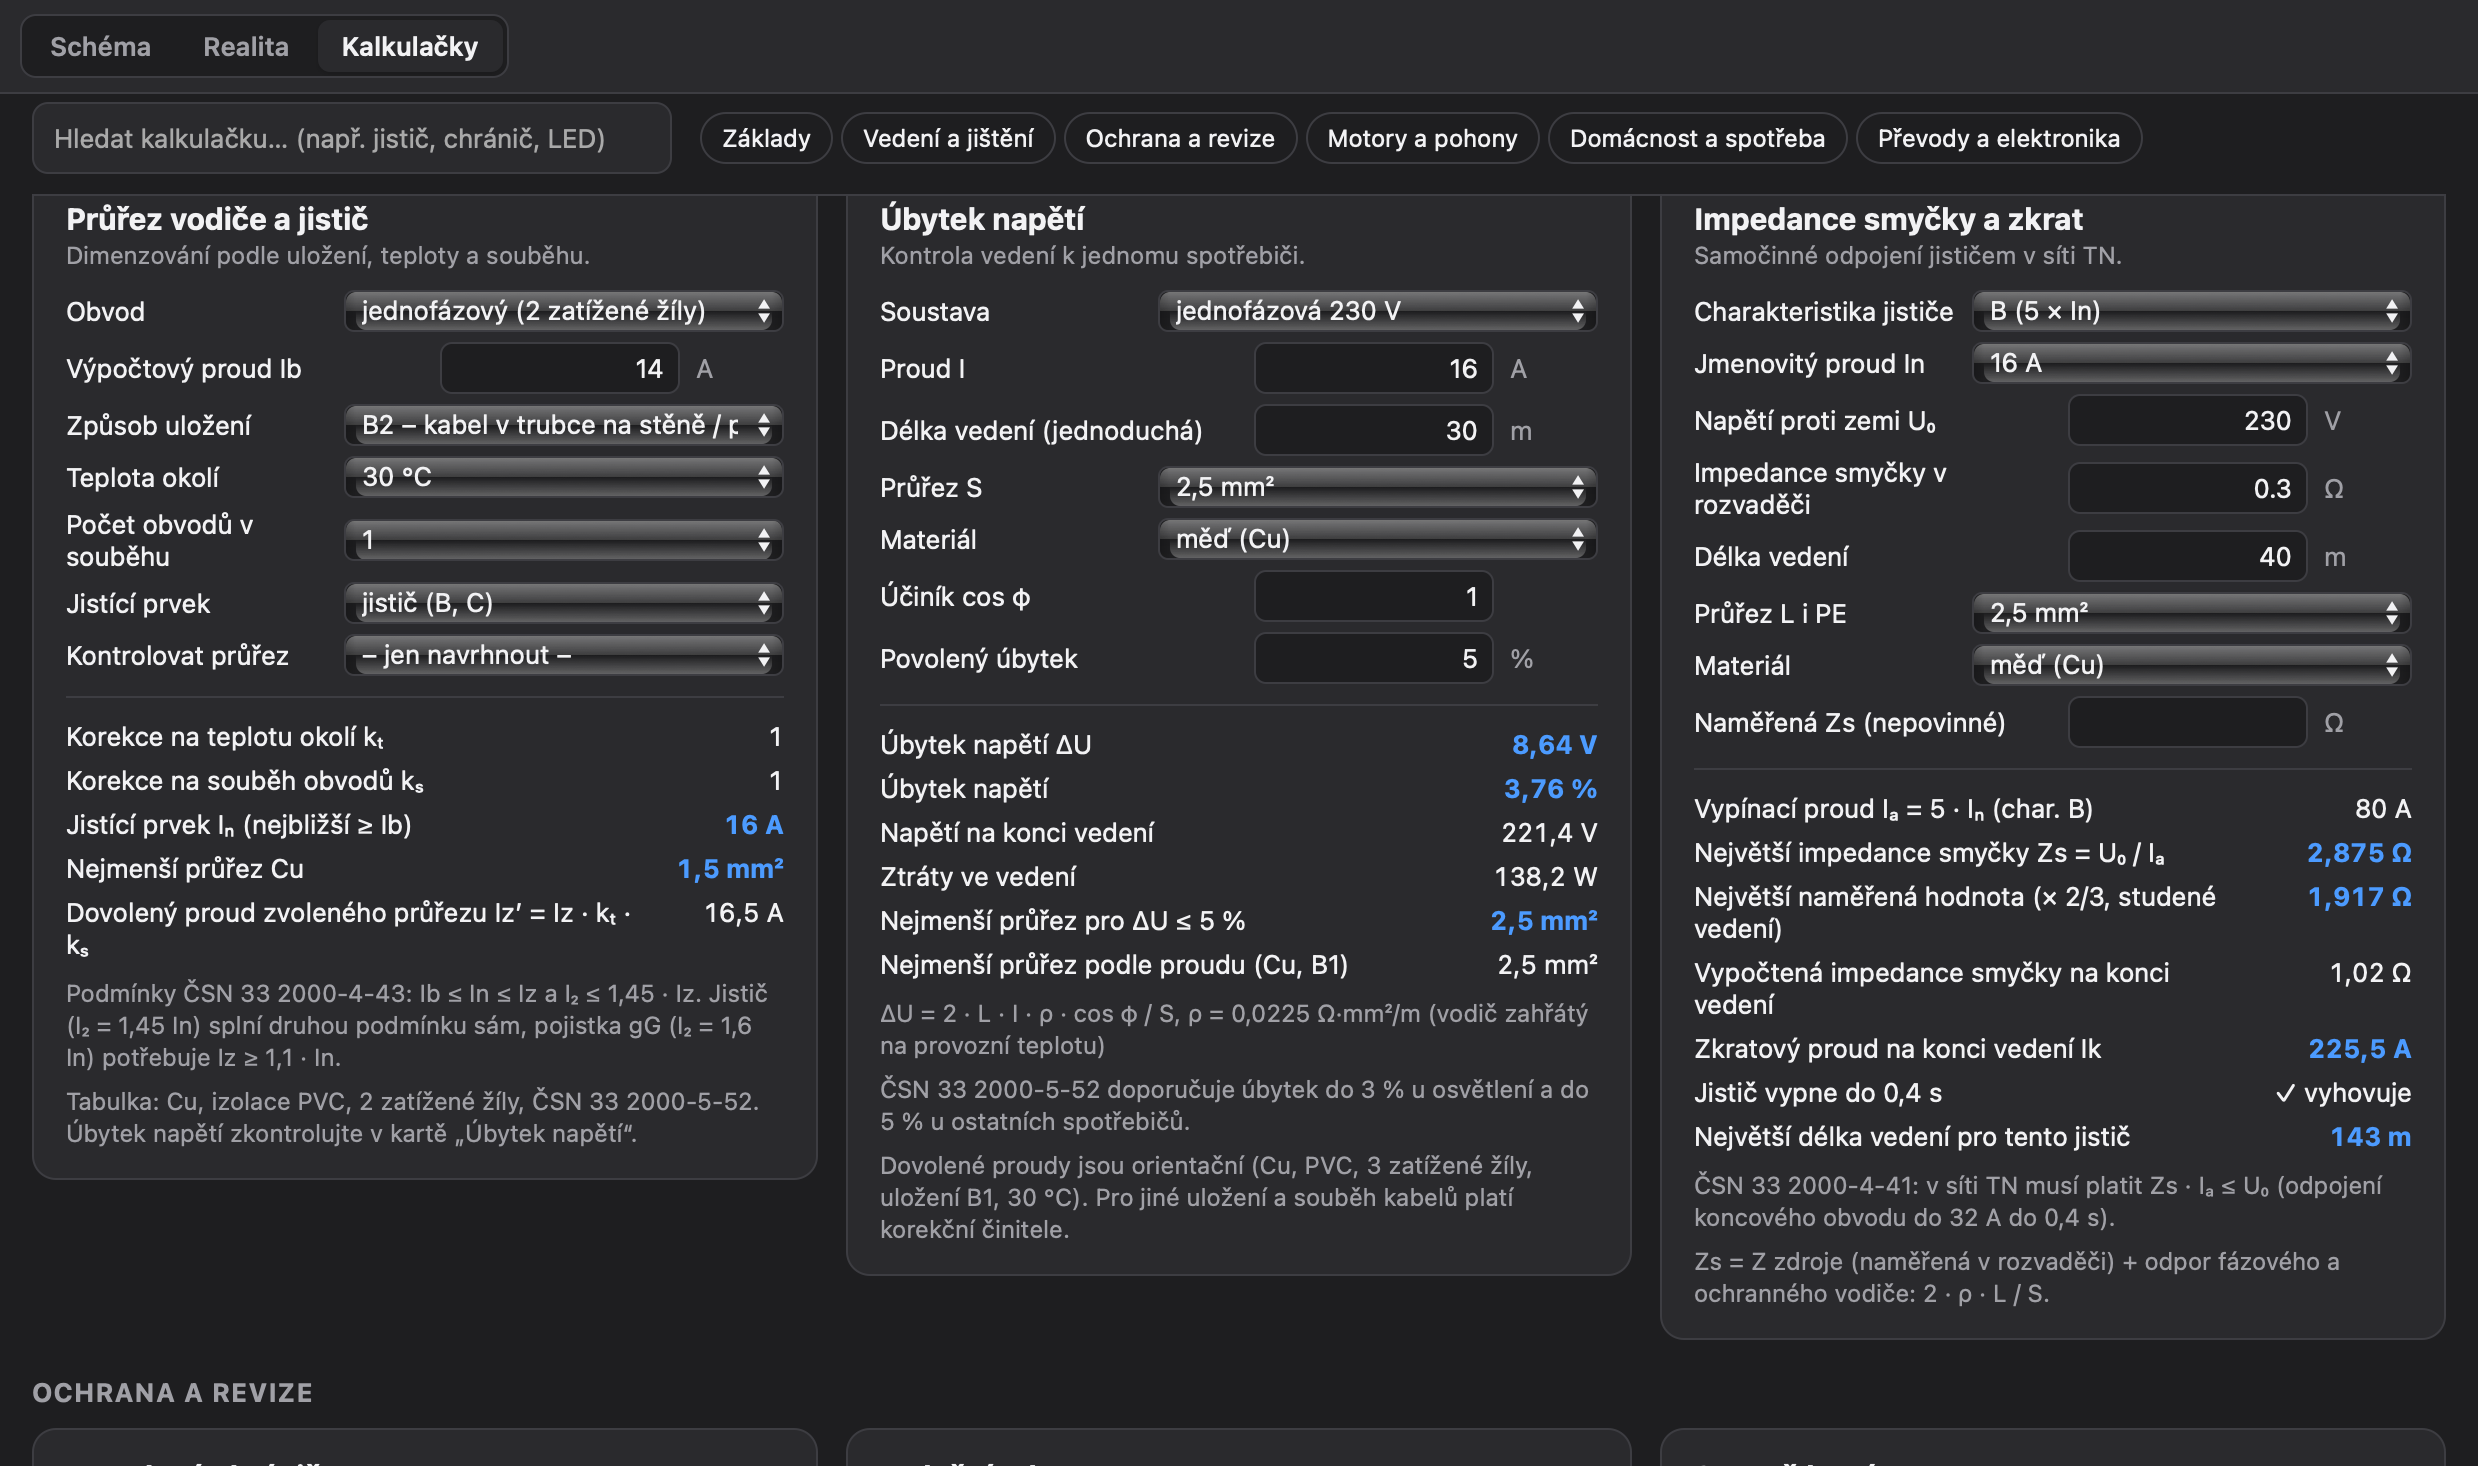 Schéma Realita Kalkulačky
Hledat kalkulačku... (např. jistič, chránič, LED)
Základy
Vedení a jištění
Ochrana a revize
Motory a pohony
Domácnost a spotřeba
Převody a elektronika
Průřez vodiče a jistič
Dimenzování podle uložení, teploty a souběhu.
Obvod jednofázový (2 zatížené žíly)
Výpočtový proud Ib 14 A
Způsob uložení B2 – kabel v trubce na stěně / p
Teplota okolí 30 °C
Počet obvodů v
souběhu 1
Jistící prvek jistič (B, C)
Kontrolovat průřez – jen navrhnout –
Korekce na teplotu okolí kₜ 1
Korekce na souběh obvodů kₛ 1
Jistící prvek Iₙ (nejbližší ≥ Ib) 16 A
Nejmenší průřez Cu 1,5 mm²
Dovolený proud zvoleného průřezu Iz′ = Iz · kₜ · 16,5 A
kₛ
Podmínky ČSN 33 2000-4-43: Ib ≤ In ≤ Iz a I₂ ≤ 1,45 · Iz. Jistič
(I₂ = 1,45 In) splní druhou podmínku sám, pojistka gG (I₂ = 1,6
In) potřebuje Iz ≥ 1,1 · In.
Tabulka: Cu, izolace PVC, 2 zatížené žíly, ČSN 33 2000-5-52.
Úbytek napětí zkontrolujte v kartě „Úbytek napětí“.
Úbytek napětí
Kontrola vedení k jednomu spotřebiči.
Soustava jednofázová 230 V
Proud I 16 A
Délka vedení (jednoduchá) 30 m
Průřez S 2,5 mm²
Materiál měď (Cu)
Účiník cos φ 1
Povolený úbytek 5 %
Úbytek napětí ΔU 8,64 V
Úbytek napětí 3,76 %
Napětí na konci vedení 221,4 V
Ztráty ve vedení 138,2 W
Nejmenší průřez pro ΔU ≤ 5 % 2,5 mm²
Nejmenší průřez podle proudu (Cu, B1) 2,5 mm²
ΔU = 2 · L · I · ρ · cos φ / S, ρ = 0,0225 Ω·mm²/m (vodič zahřátý
na provozní teplotu)
ČSN 33 2000-5-52 doporučuje úbytek do 3 % u osvětlení a do
5 % u ostatních spotřebičů.
Dovolené proudy jsou orientační (Cu, PVC, 3 zatížené žíly,
uložení B1, 30 °C). Pro jiné uložení a souběh kabelů platí
korekční činitele.
Impedance smyčky a zkrat
Samočinné odpojení jističem v síti TN.
Charakteristika jističe B (5 × In)
Jmenovitý proud In 16 A
Napětí proti zemi U₀ 230 V
Impedance smyčky v
rozvaděči 0.3 Ω
Délka vedení 40 m
Průřez L i PE 2,5 mm²
Materiál měď (Cu)
Naměřená Zs (nepovinné) Ω
Vypínací proud Iₐ = 5 · Iₙ (char. B) 80 A
Největší impedance smyčky Zs = U₀ / Iₐ 2,875 Ω
Největší naměřená hodnota (× 2/3, studené 1,917 Ω
vedení)
Vypočtená impedance smyčky na konci 1,02 Ω
vedení
Zkratový proud na konci vedení Ik 225,5 A
Jistič vypne do 0,4 s ✓ vyhovuje
Největší délka vedení pro tento jistič 143 m
ČSN 33 2000-4-41: v síti TN musí platit Zs · Iₐ ≤ U₀ (odpojení
koncového obvodu do 32 A do 0,4 s).
Zs = Z zdroje (naměřená v rozvaděči) + odpor fázového a
ochranného vodiče: 2 · ρ · L / S.
OCHRANA A REVIZE